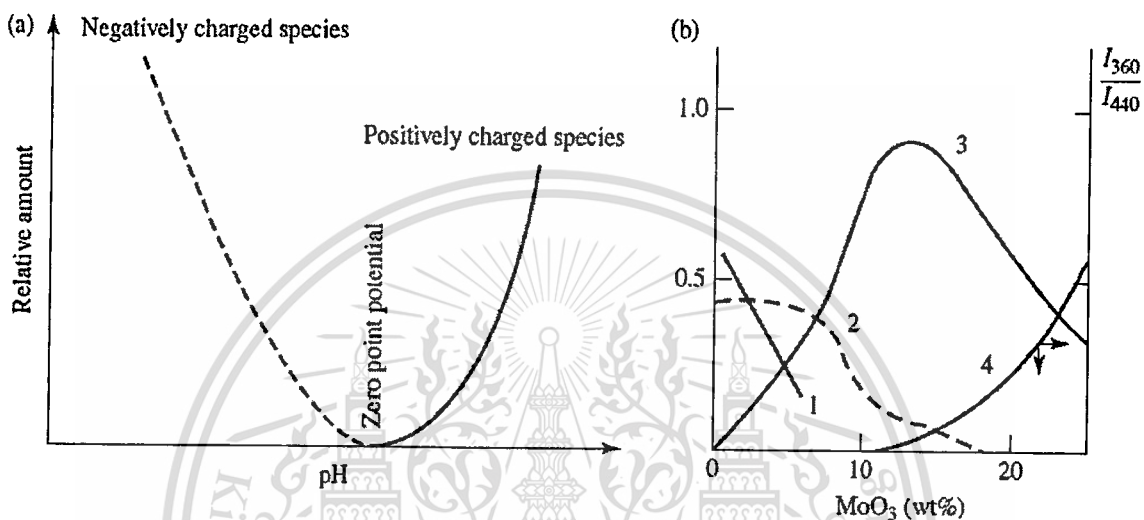 (a)
Negatively charged species
Positively charged species
Zero point potential
Relative amount
pH
(b)
I360
I440
1.0
0.5
0
10
20
1
2
3
4
MoO3 (wt%)